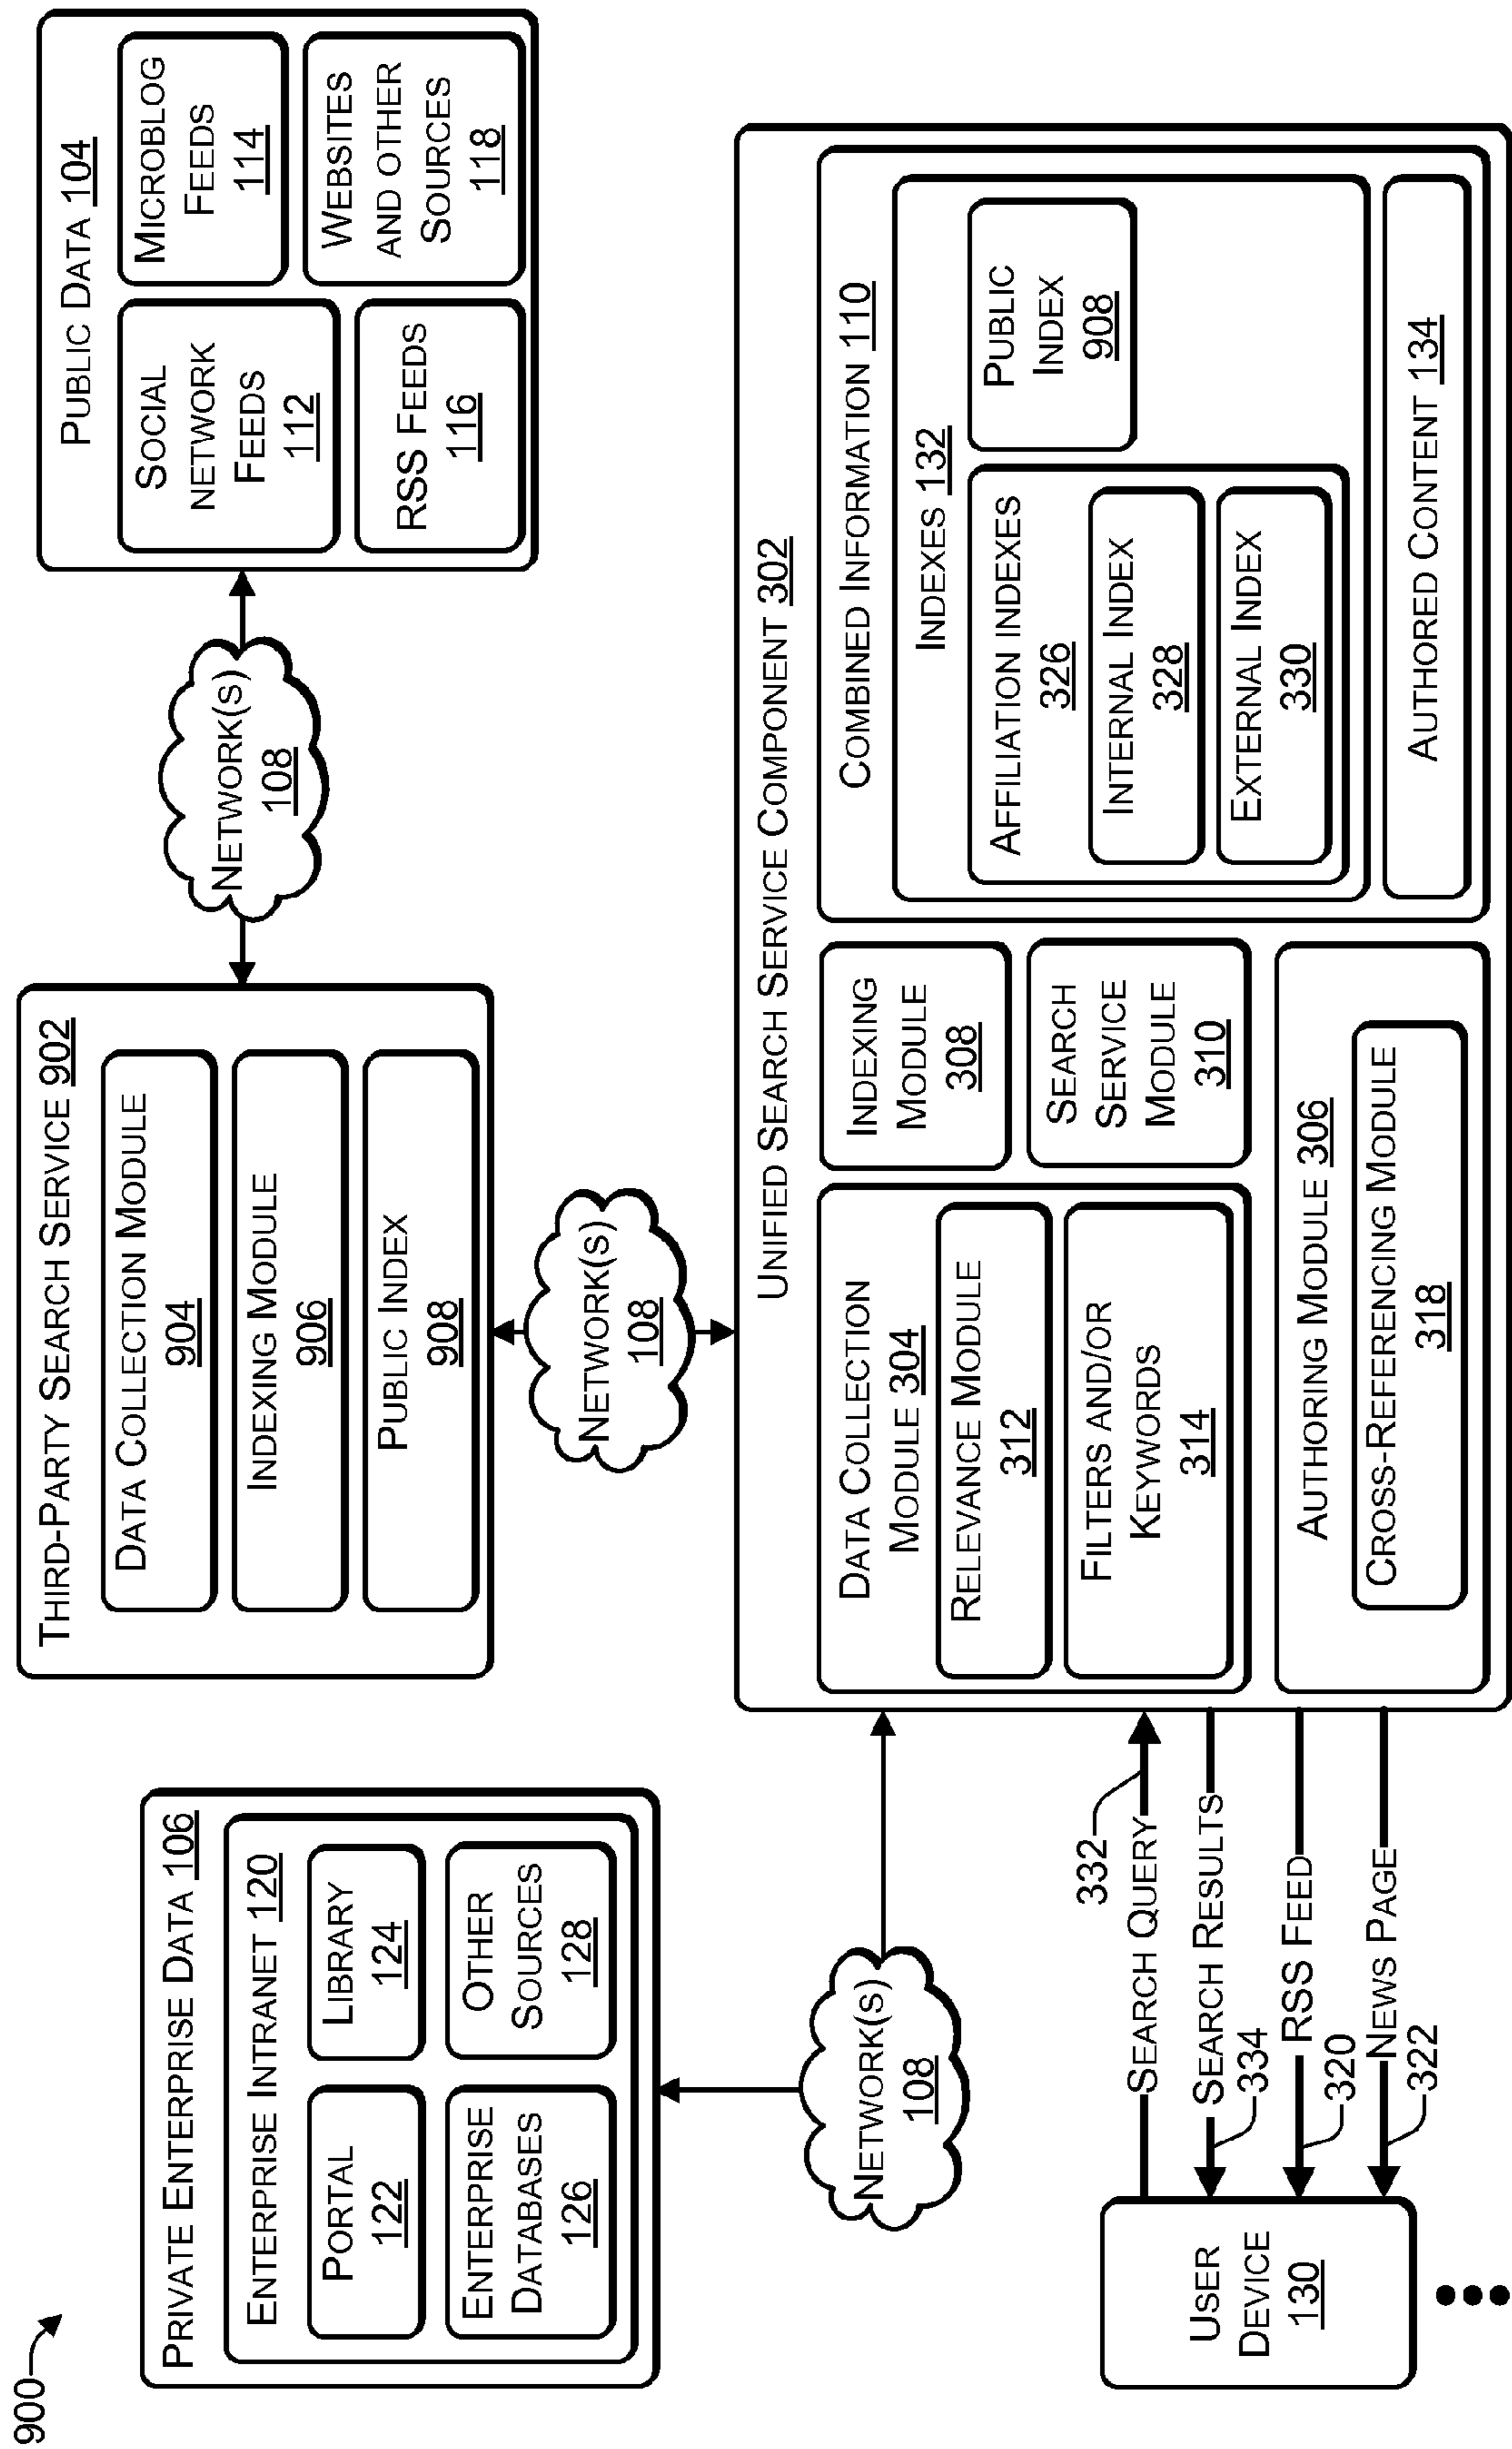 900
PRIVATE ENTERPRISE DATA 106
ENTERPRISE INTRANET 120
PORTAL
122
LIBRARY
124
ENTERPRISE
DATABASES
126
OTHER
SOURCES
128
THIRD-PARTY SEARCH SERVICE 902
DATA COLLECTION MODULE
904
INDEXING MODULE
906
PUBLIC INDEX
908
NETWORK(S)
108
PUBLIC DATA 104
SOCIAL
NETWORK
FEEDS
112
MICROBLOG
FEEDS
114
RSS FEEDS
116
WEBSITES
AND OTHER
SOURCES
118
NETWORK(S)
108
NETWORK(S)
108
UNIFIED SEARCH SERVICE COMPONENT 302
DATA COLLECTION
MODULE 304
RELEVANCE MODULE
312
FILTERS AND/OR
KEYWORDS
314
INDEXING
MODULE
308
SEARCH
SERVICE
MODULE
310
AUTHORING MODULE 306
CROSS-REFERENCING MODULE
318
COMBINED INFORMATION 110
INDEXES 132
AFFILIATION INDEXES
326
INTERNAL INDEX
328
EXTERNAL INDEX
330
PUBLIC
INDEX
908
AUTHORED CONTENT 134
USER
DEVICE
130
332
SEARCH QUERY
SEARCH RESULTS
334
RSS FEED
320
NEWS PAGE
322